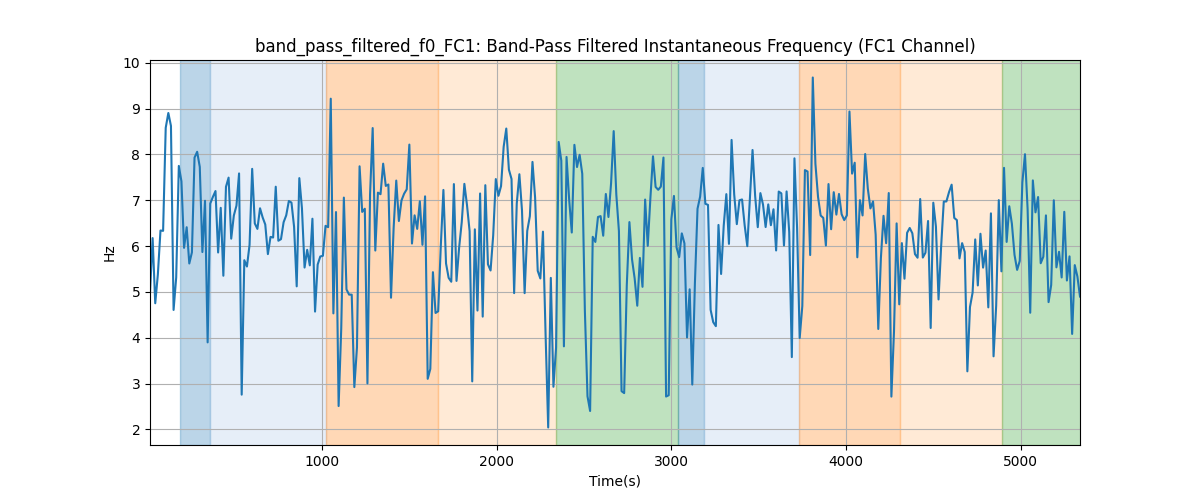 band_pass_filtered_f0_FC1: Band-Pass Filtered Instantaneous Frequency (FC1 Channel)
10
9
8
7
6
5
4
3
2
Hz
1000 2000 3000 4000 5000
Time(s)